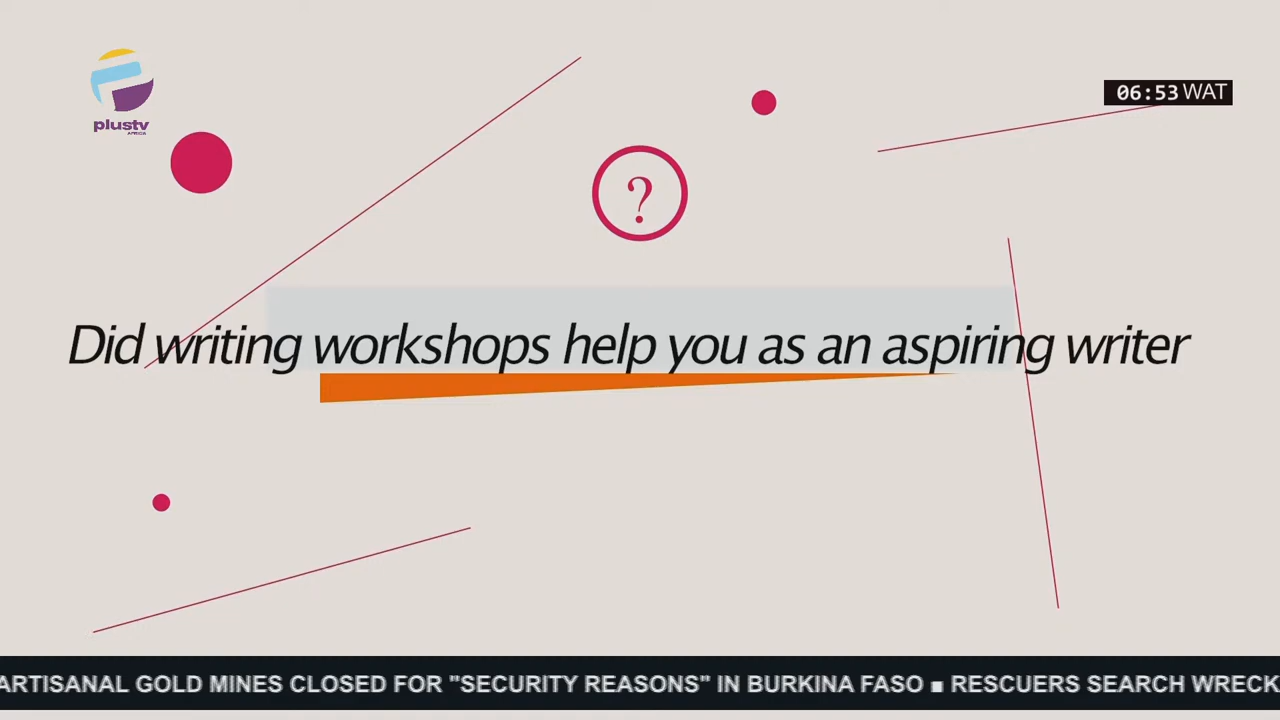 plustv
AFRICA
06:53 WAT
?
Did writing workshops help you as an aspiring writer
ARTISANAL GOLD MINES CLOSED FOR "SECURITY REASONS" IN BURKINA FASO ■ RESCUERS SEARCH WRECK